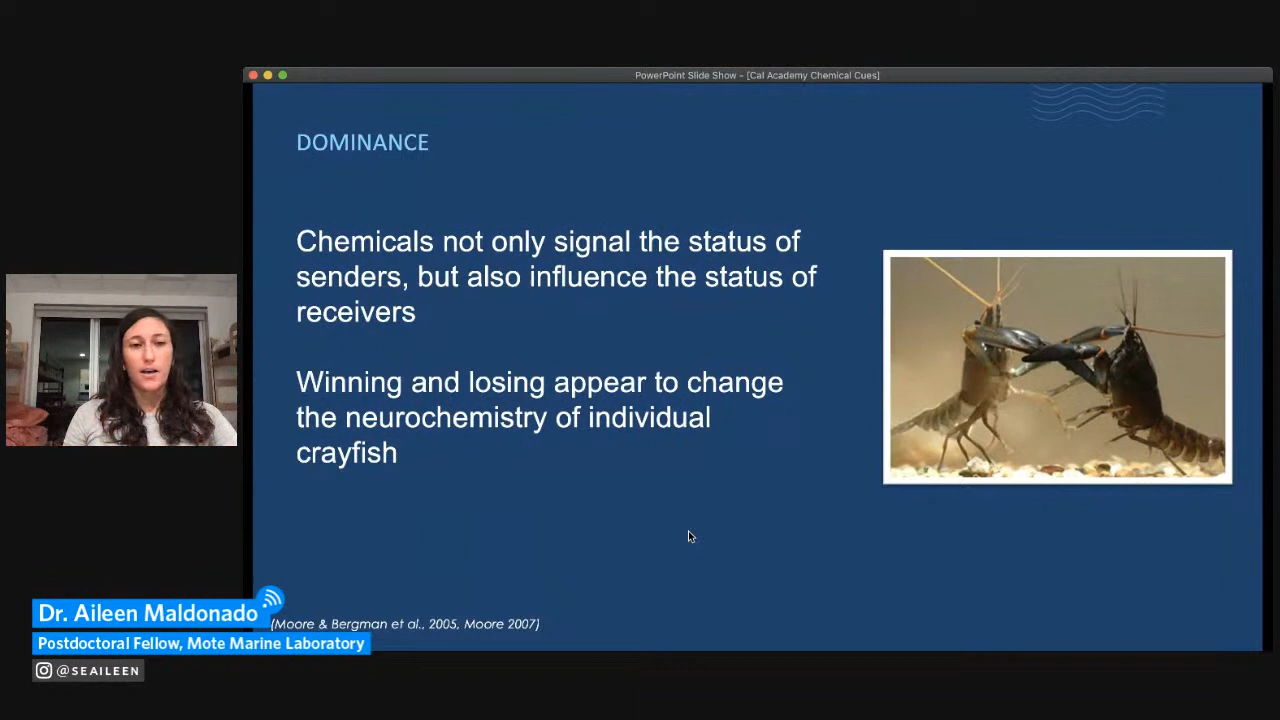 PowerPoint Slide Show - [Cal Academy Chemical Cues]
DOMINANCE
Chemicals not only signal the status of
senders, but also influence the status of
receivers
Winning and losing appear to change
the neurochemistry of individual
crayfish
(Moore & Bergman et al., 2005, Moore 2007)
Dr. Aileen Maldonado
Postdoctoral Fellow, Mote Marine Laboratory
@SEAILEEN